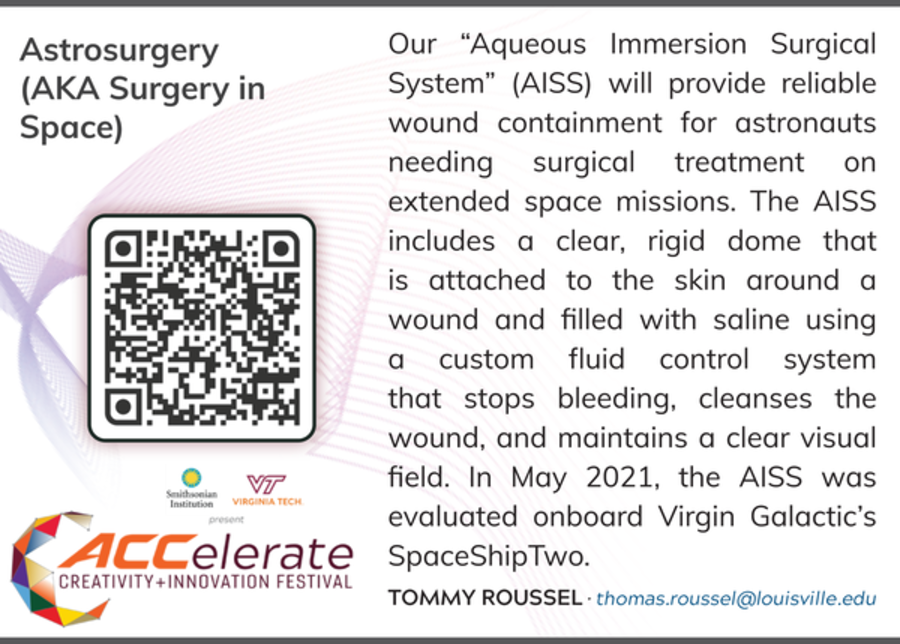 Astrosurgery
(AKA Surgery in
Space)
Our “Aqueous Immersion Surgical
System” (AISS) will provide reliable
wound containment for astronauts
needing surgical treatment on
extended space missions. The AISS
includes a clear, rigid dome that
is attached to the skin around a
wound and filled with saline using
a custom fluid control system
that stops bleeding, cleanses the
wound, and maintains a clear visual
field. In May 2021, the AISS was
evaluated onboard Virgin Galactic’s
SpaceShipTwo.
TOMMY ROUSSEL · thomas.roussel@louisville.edu
Smithsonian
Institution
VT
VIRGINIA TECH.
present
ACCelerate
CREATIVITY+INNOVATION FESTIVAL